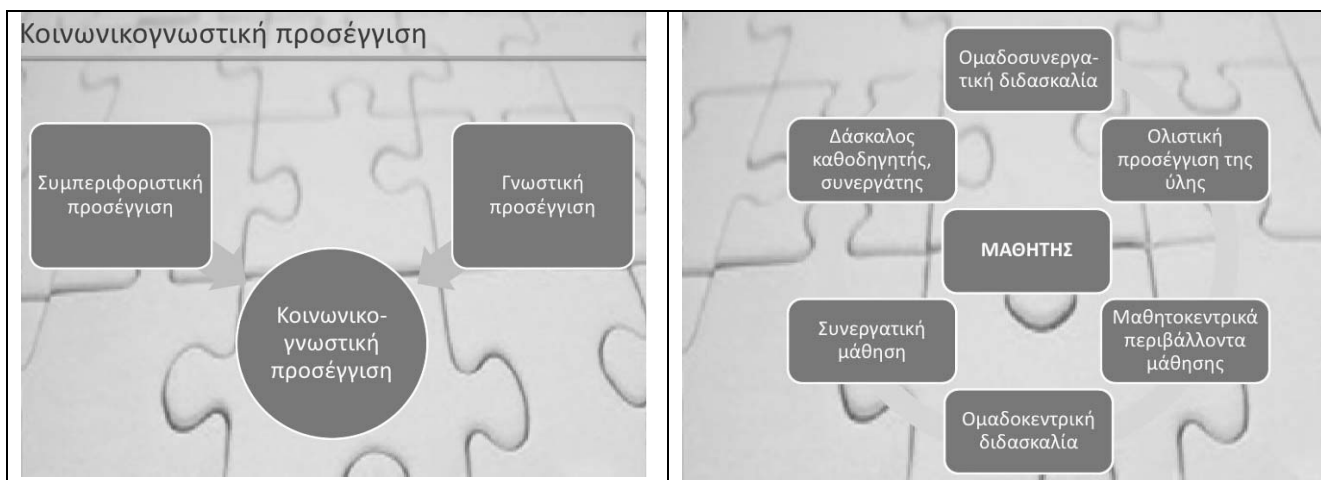 Κοινωνικογνωστική προσέγγιση
Συμπεριφοριστική
προσέγγιση
Γνωστική
προσέγγιση
Κοινωνικο-
γνωστική
προσέγγιση
Ομαδοσυνεργα-
τική διδασκαλία
Δάσκαλος
καθοδηγητής,
συνεργάτης
Ολιστική
προσέγγιση της
ύλης
ΜΑΘΗΤΗΣ
Συνεργατική
μάθηση
Μαθητοκεντρικά
περιβάλλοντα
μάθησης
Ομαδοκεντρική
διδασκαλία